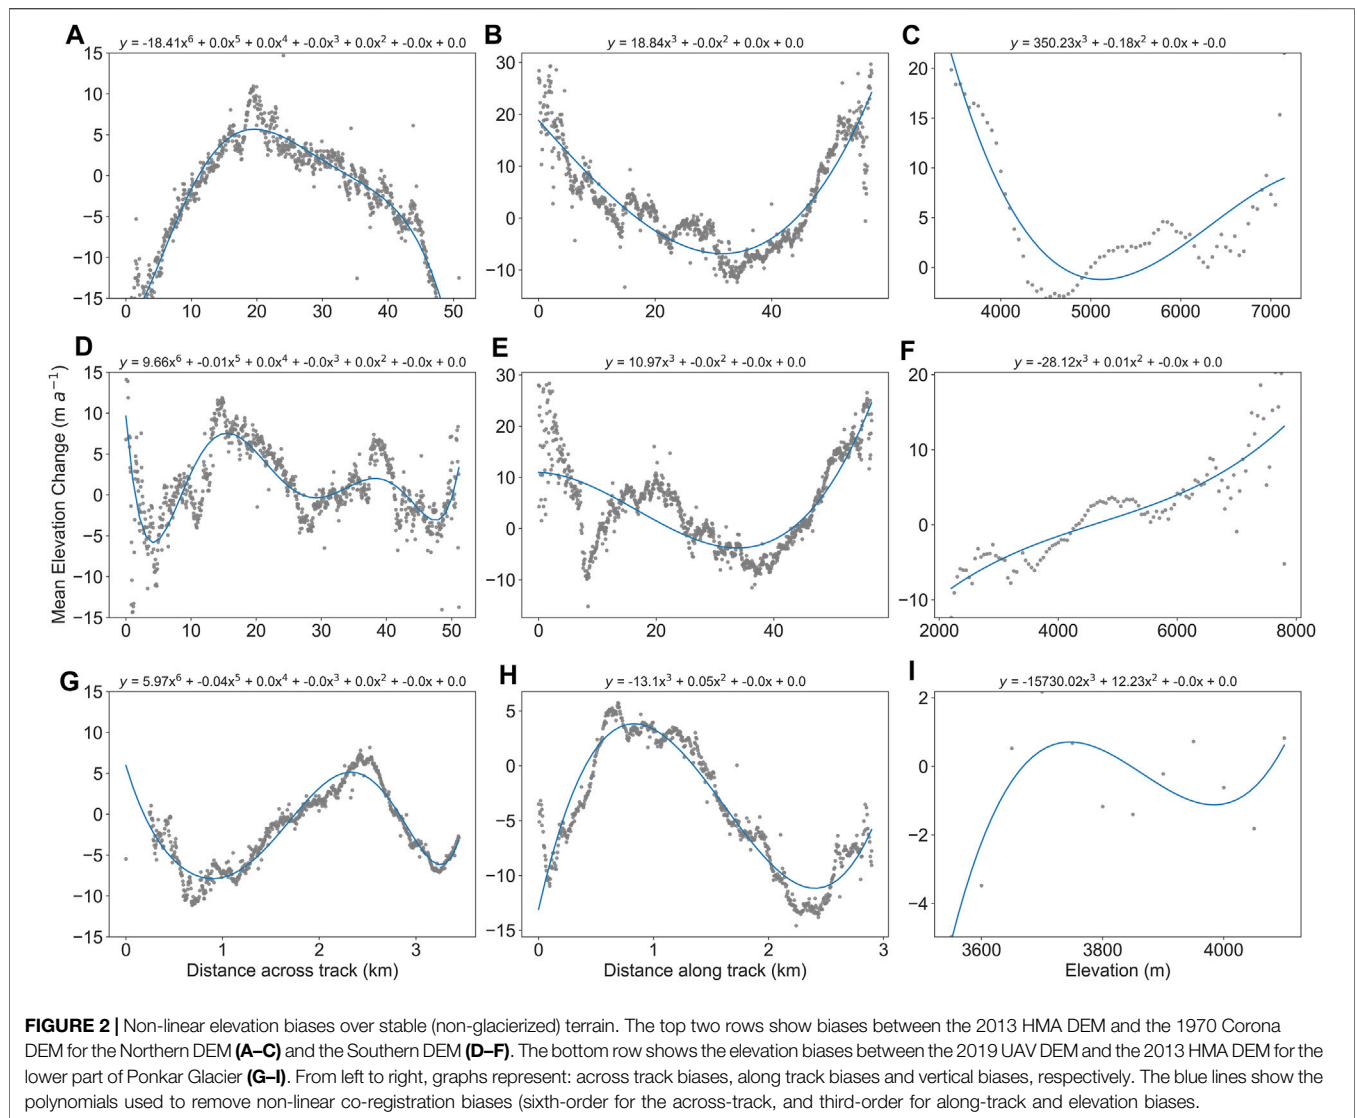 A
y = -18.41x⁶ + 0.0x⁵ + 0.0x⁴ + -0.0x³ + 0.0x² + -0.0x + 0.0
15
10
5
0
−5
−10
−15
0 10 20 30 40 50
B
y = 18.84x³ + -0.0x² + 0.0x + 0.0
30
20
10
0
−10
0 20 40
C
y = 350.23x³ + -0.18x² + 0.0x + -0.0
20
15
10
5
0
4000 5000 6000 7000
Mean Elevation Change (m a⁻¹)
D
y = 9.66x⁶ + -0.01x⁵ + 0.0x⁴ + -0.0x³ + 0.0x² + -0.0x + 0.0
15
10
5
0
−5
−10
−15
0 10 20 30 40 50
E
y = 10.97x³ + -0.0x² + -0.0x + 0.0
30
20
10
0
−10
0 20 40
F
y = -28.12x³ + 0.01x² + -0.0x + 0.0
20
10
0
−10
2000 4000 6000 8000
G
y = 5.97x⁶ + -0.04x⁵ + 0.0x⁴ + -0.0x³ + 0.0x² + -0.0x + 0.0
15
10
5
0
−5
−10
−15
0 1 2 3
Distance across track (km)
H
y = -13.1x³ + 0.05x² + -0.0x + 0.0
5
0
−5
−10
−15
0 1 2 3
Distance along track (km)
I
y = -15730.02x³ + 12.23x² + -0.0x + 0.0
2
0
−2
−4
3600 3800 4000
Elevation (m)
FIGURE 2 | Non-linear elevation biases over stable (non-glacierized) terrain. The top two rows show biases between the 2013 HMA DEM and the 1970 Corona
DEM for the Northern DEM (A–C) and the Southern DEM (D–F). The bottom row shows the elevation biases between the 2019 UAV DEM and the 2013 HMA DEM for the
lower part of Ponkar Glacier (G–I). From left to right, graphs represent: across track biases, along track biases and vertical biases, respectively. The blue lines show the
polynomials used to remove non-linear co-registration biases (sixth-order for the across-track, and third-order for along-track and elevation biases.